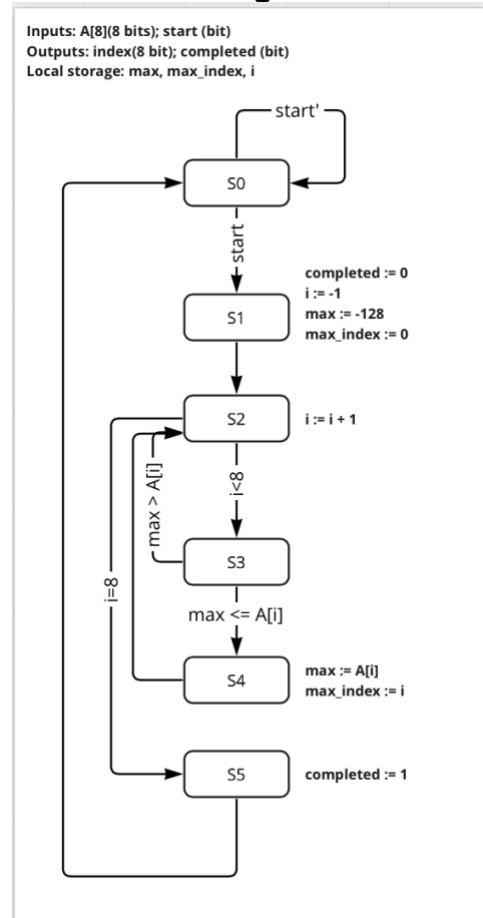 Inputs: A[8](8 bits); start (bit)
Outputs: index(8 bit); completed (bit)
Local storage: max, max_index, i
start'
S0
start
completed := 0
i := -1
max := -128
max_index := 0
S1
S2
i := i + 1
max > A[i]
i<8
S3
i=8
max <= A[i]
S4
max := A[i]
max_index := i
S5
completed := 1